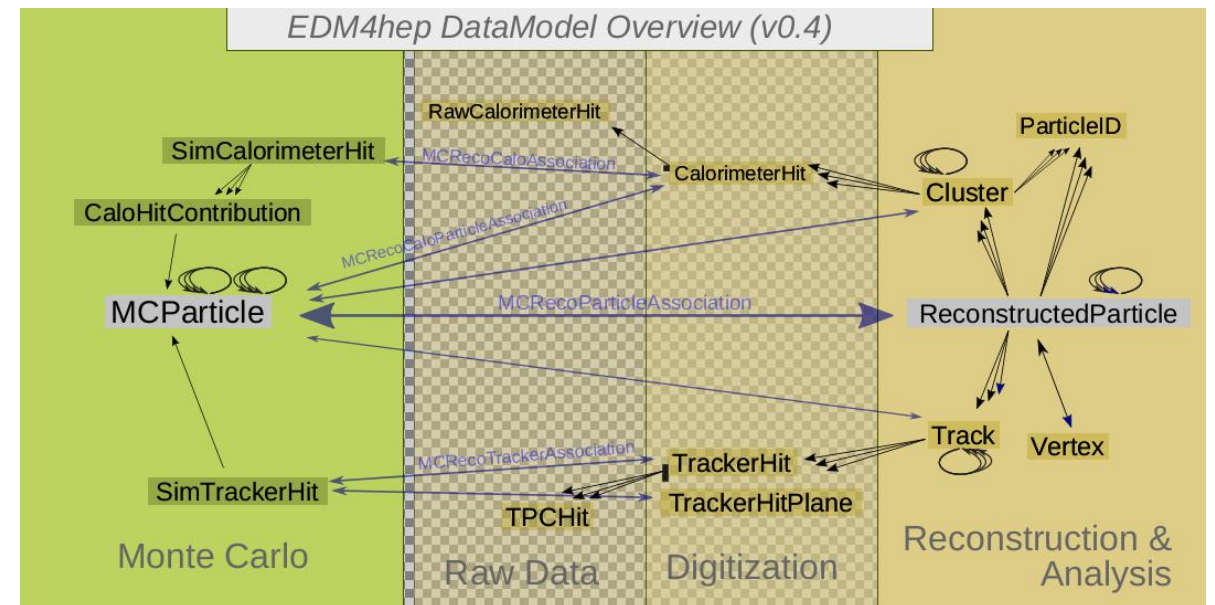 EDM4hep DataModel Overview (v0.4)
RawCalorimeterHit
ParticleID
SimCalorimeterHit
MCRecoCaloAssociation
CalorimeterHit
Cluster
CaloHitContribution
MCRecoCaloParticleAssociation
MCParticle
MCRecoParticleAssociation
ReconstructedParticle
Track
Vertex
MCRecoTrackerAssociation
TrackerHit
SimTrackerHit
TPCHit
TrackerHitPlane
Monte Carlo
Raw Data
Digitization
Reconstruction &
Analysis